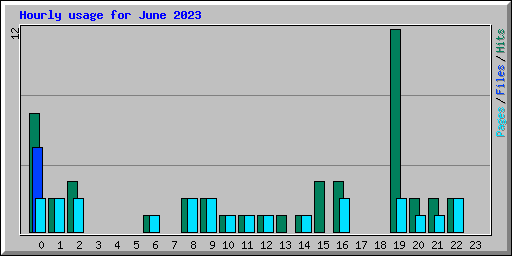 Hourly usage for June 2023
12
Pages/Files/Hits
0 1 2 3 4 5 6 7 8 9 10 11 12 13 14 15 16 17 18 19 20 21 22 23